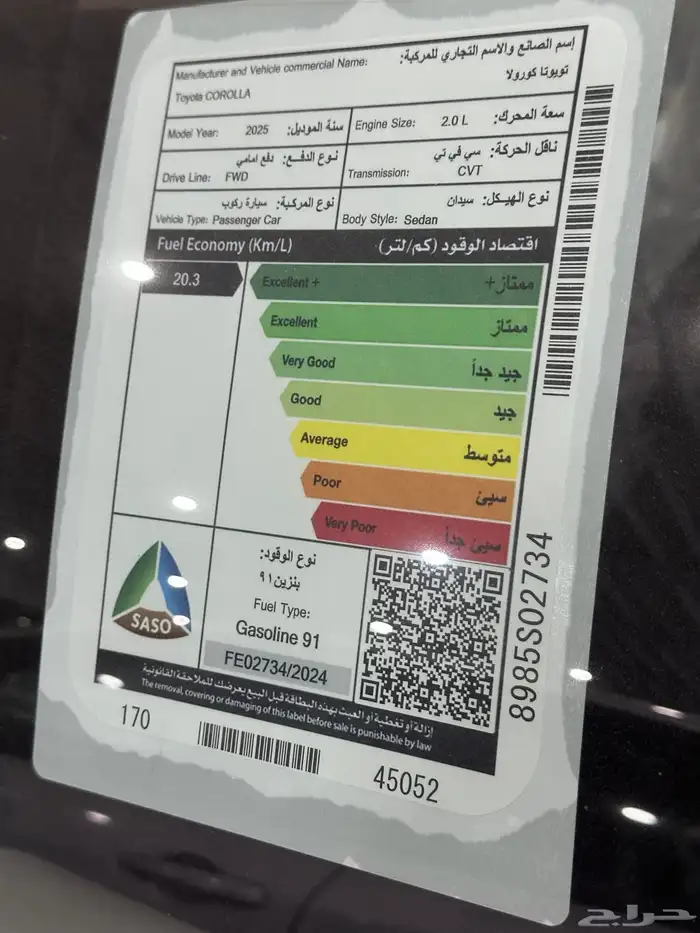 إسم الصانع والاسم التجاري للمركبة:
Manufacturer and Vehicle commercial Name:
تويوتا كورولا
Toyota COROLLA
سعة المحرك:
Engine Size: 2.0 L
سنة الموديل:
Model Year: 2025
ناقل الحركة: سي في تي
Transmission: CVT
نوع الدفع: دفع امامي
Drive Line: FWD
نوع الهيكل: سيدان
Body Style: Sedan
نوع المركبة: سيارة ركوب
Vehicle Type: Passenger Car
Fuel Economy (Km/L) اقتصاد الوقود (كم/لتر)
20.3
Excellent + ممتاز+
Excellent ممتاز
Very Good جيد جداً
Good جيد
Average متوسط
Poor سيئ
Very Poor سيئ جداً
SASO
نوع الوقود:
بنزين ٩١
Fuel Type:
Gasoline 91
FE02734/2024
إزالة أو تغطية أو العبث بهذه البطاقة قبل البيع يعرضك للملاحقة القانونية
The removal, covering or damaging of this label before sale is punishable by law
170
45052
8985S02734
حراج